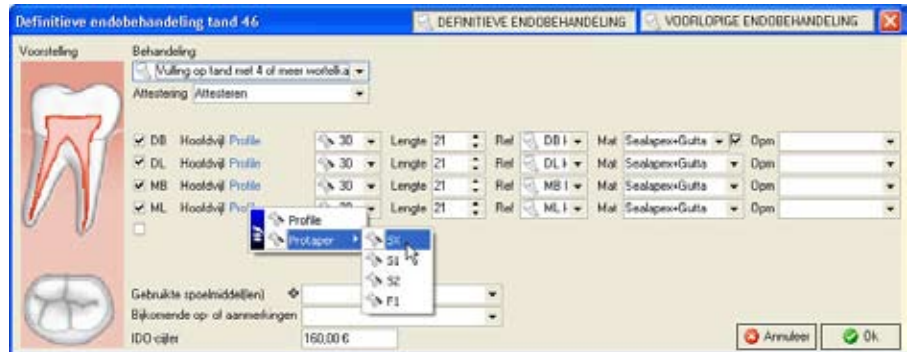 Definitieve endobehandeling tand 46 DEFINITIEVE ENDOBEHANDELING VOORLOPIGE ENDOBEHANDELING
Voorstelling Behandeling
Vulling op tand met 4 of meer wortelka
Attestering Attesteren
DB Hoofdvijl Profile 30 Lengte 21 Ref DB Mat Sealapex+Gutta Opm
DL Hoofdvijl Profile 30 Lengte 21 Ref DL Mat Sealapex+Gutta Opm
MB Hoofdvijl Profile 30 Lengte 21 Ref MB Mat Sealapex+Gutta Opm
ML Hoofdvijl Lengte 21 Ref ML Mat Sealapex+Gutta Opm
Profile
Protaper SX
S1
S2
F1
Gebruikte spoelmiddel(en)
Bijkomende op- of aanmerkingen
IDO-cijfer 160,00 € Annuleer Ok